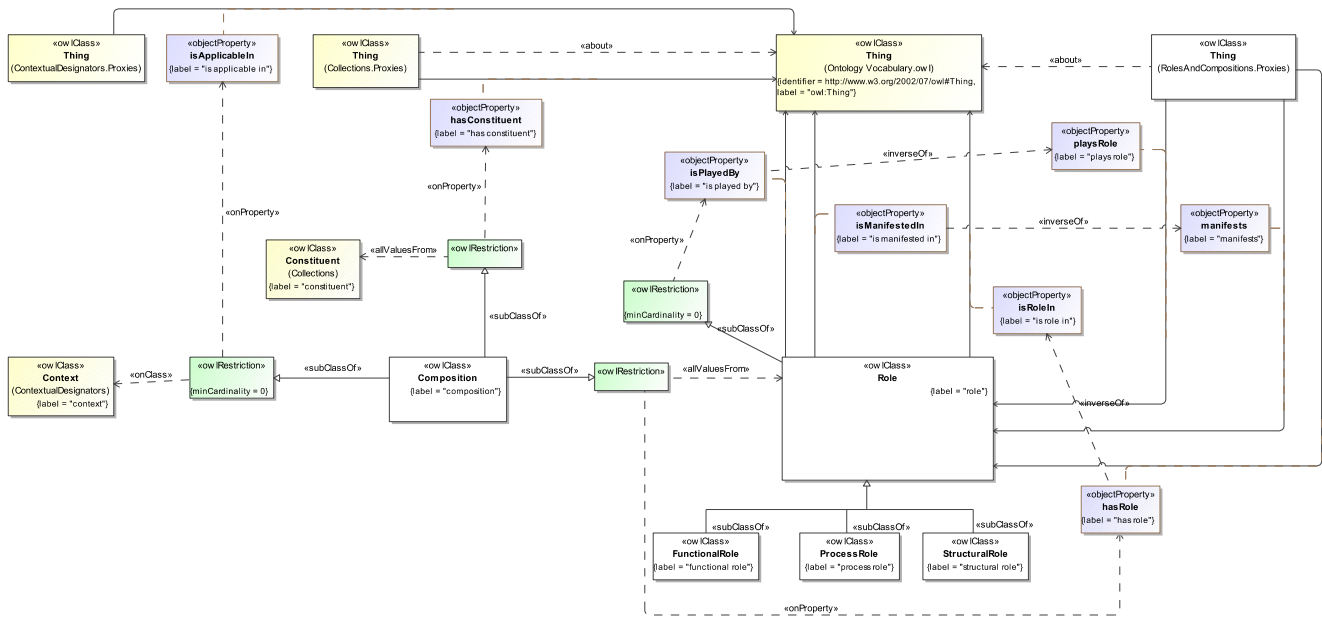 «owlClass»
Thing
(ContextualDesignators.Proxies)
«objectProperty»
isApplicableIn
{label = "is applicable in"}
«owlClass»
Thing
(Collections.Proxies)
«about»
«owlClass»
Thing
(Ontology Vocabulary.owl)
{identifier = http://www.w3.org/2002/07/owl#Thing,
label = "owl:Thing"}
«about»
«owlClass»
Thing
(RolesAndCompositions.Proxies)
«objectProperty»
hasConstituent
{label = "has constituent"}
«objectProperty»
playsRole
{label = "plays role"}
«inverseOf»
«objectProperty»
isPlayedBy
{label = "is played by"}
«onProperty»
«onProperty»
«objectProperty»
isManifestedIn
{label = "is manifested in"}
«inverseOf»
«objectProperty»
manifests
{label = "manifests"}
«onProperty»
«owlClass»
Constituent
(Collections)
{label = "constituent"}
«allValuesFrom»
«owlRestriction»
«owlRestriction»
{minCardinality = 0}
«objectProperty»
isRoleIn
{label = "is role in"}
«subClassOf»
«subClassOf»
«owlClass»
Context
(ContextualDesignators)
{label = "context"}
«onClass»
«owlRestriction»
{minCardinality = 0}
«subClassOf»
«owlClass»
Composition
{label = "composition"}
«subClassOf»
«owlRestriction»
«allValuesFrom»
«owlClass»
Role
{label = "role"}
«inverseOf»
«objectProperty»
hasRole
{label = "has role"}
«subClassOf»
«subClassOf»
«subClassOf»
«owlClass»
FunctionalRole
{label = "functional role"}
«owlClass»
ProcessRole
{label = "process role"}
«owlClass»
StructuralRole
{label = "structural role"}
«onProperty»